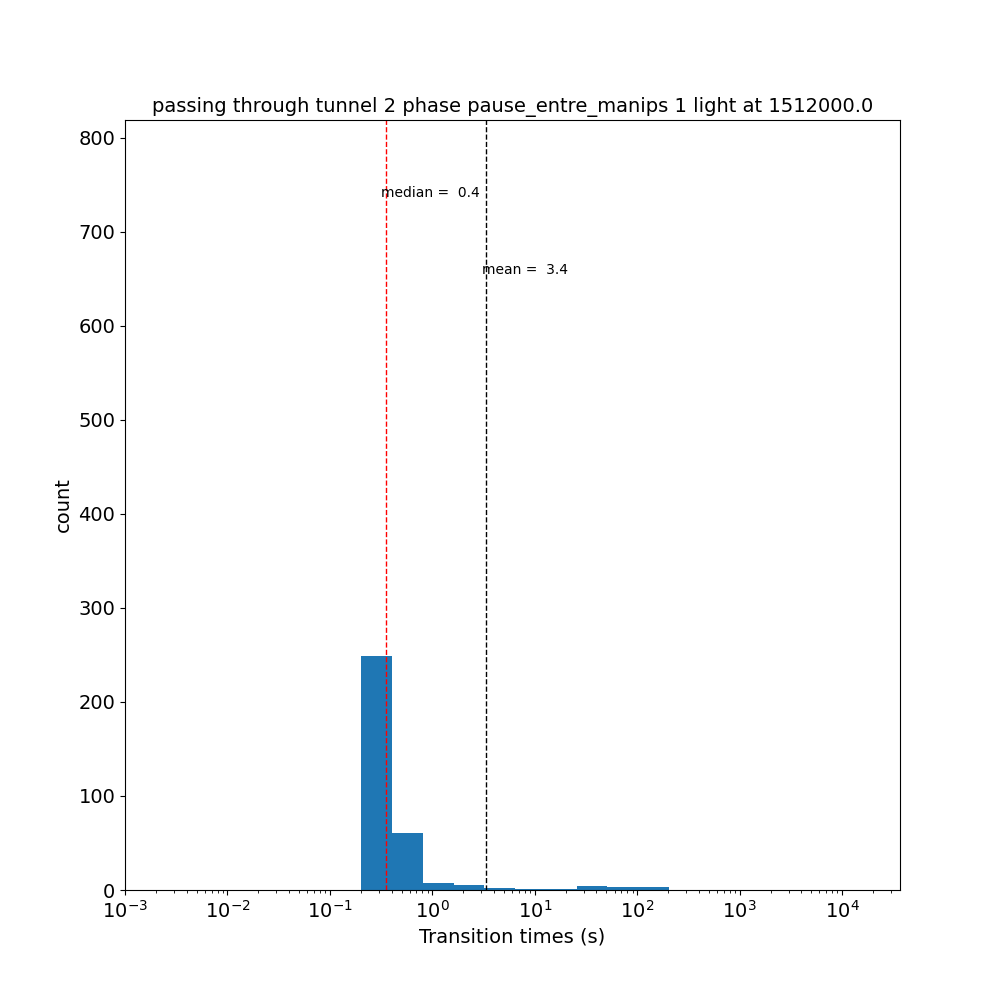 passing through tunnel 2 phase pause_entre_manips 1 light at 1512000.0
800
median =  0.4
700
mean =  3.4
600
500
count
400
300
200
100
0
10⁻³ 10⁻² 10⁻¹ 10⁰ 10¹ 10² 10³ 10⁴
Transition times (s)